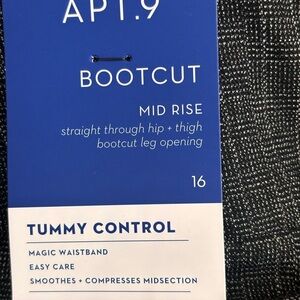 APT.9
BOOTCUT
MID RISE
straight through hip + thigh
bootcut leg opening
16
TUMMY CONTROL
MAGIC WAISTBAND
EASY CARE
SMOOTHES + COMPRESSES MIDSECTION